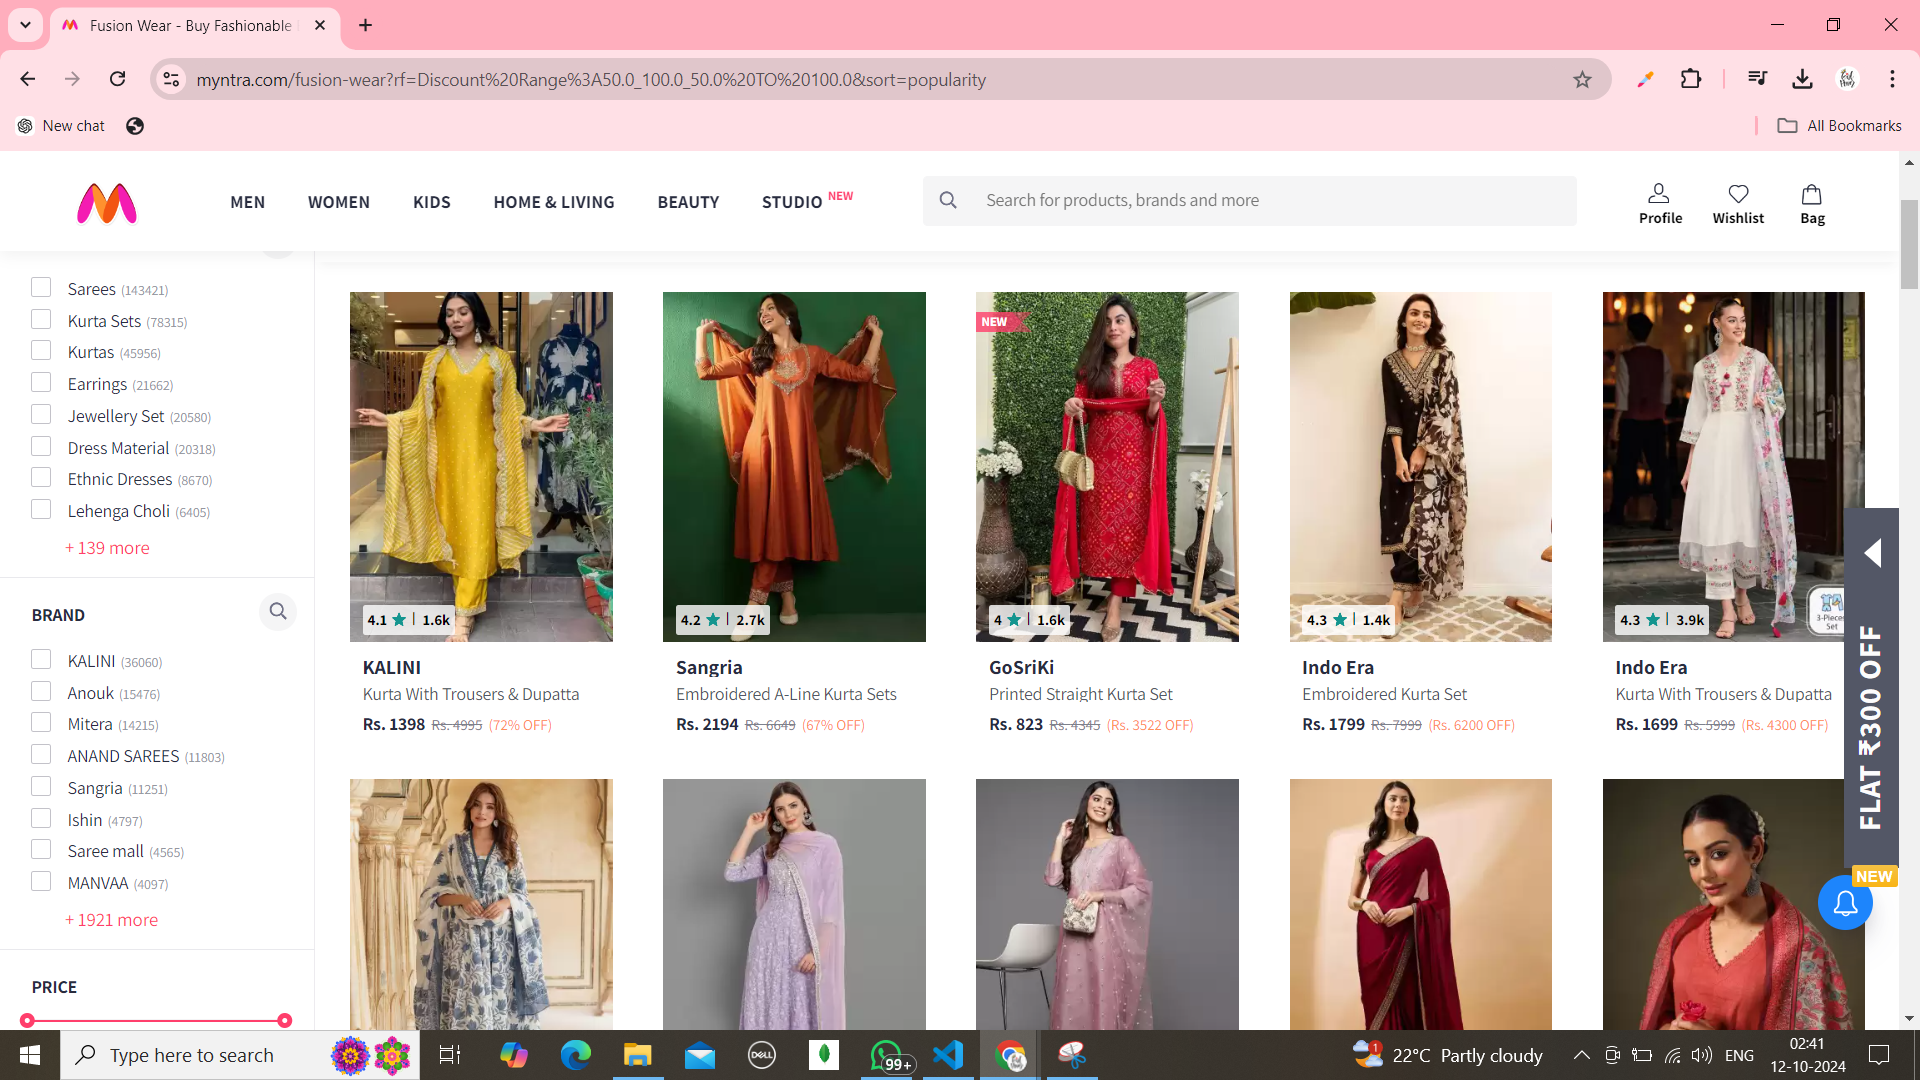 Fusion Wear - Buy Fashionable
myntra.com/fusion-wear?rf=Discount%20Range%3A50.0_100.0_50.0%20TO%20100.0&sort=popularity
New chat
All Bookmarks
MEN WOMEN KIDS HOME & LIVING BEAUTY STUDIO NEW
Search for products, brands and more
Profile Wishlist Bag
Sarees (143421)
Kurta Sets (78315)
Kurtas (45956)
Earrings (21662)
Jewellery Set (20580)
Dress Material (20318)
Ethnic Dresses (8670)
Lehenga Choli (6405)
+ 139 more
BRAND
KALINI (36060)
Anouk (15476)
Mitera (14215)
ANAND SAREES (11803)
Sangria (11251)
Ishin (4797)
Saree mall (4565)
MANVAA (4097)
+ 1921 more
PRICE
4.1 ★ | 1.6k
KALINI
Kurta With Trousers & Dupatta
Rs. 1398 Rs. 4995 (72% OFF)
4.2 ★ | 2.7k
Sangria
Embroidered A-Line Kurta Sets
Rs. 2194 Rs. 6649 (67% OFF)
NEW
4 ★ | 1.6k
GoSriKi
Printed Straight Kurta Set
Rs. 823 Rs. 4345 (Rs. 3522 OFF)
4.3 ★ | 1.4k
Indo Era
Embroidered Kurta Set
Rs. 1799 Rs. 7999 (Rs. 6200 OFF)
3-Piece
Set
4.3 ★ | 3.9k
Indo Era
Kurta With Trousers & Dupatta
Rs. 1699 Rs. 5999 (Rs. 4300 OFF)
FLAT ₹300 OFF
NEW
Type here to search
DELL
99+
1
22°C Partly cloudy
ENG
02:41
12-10-2024